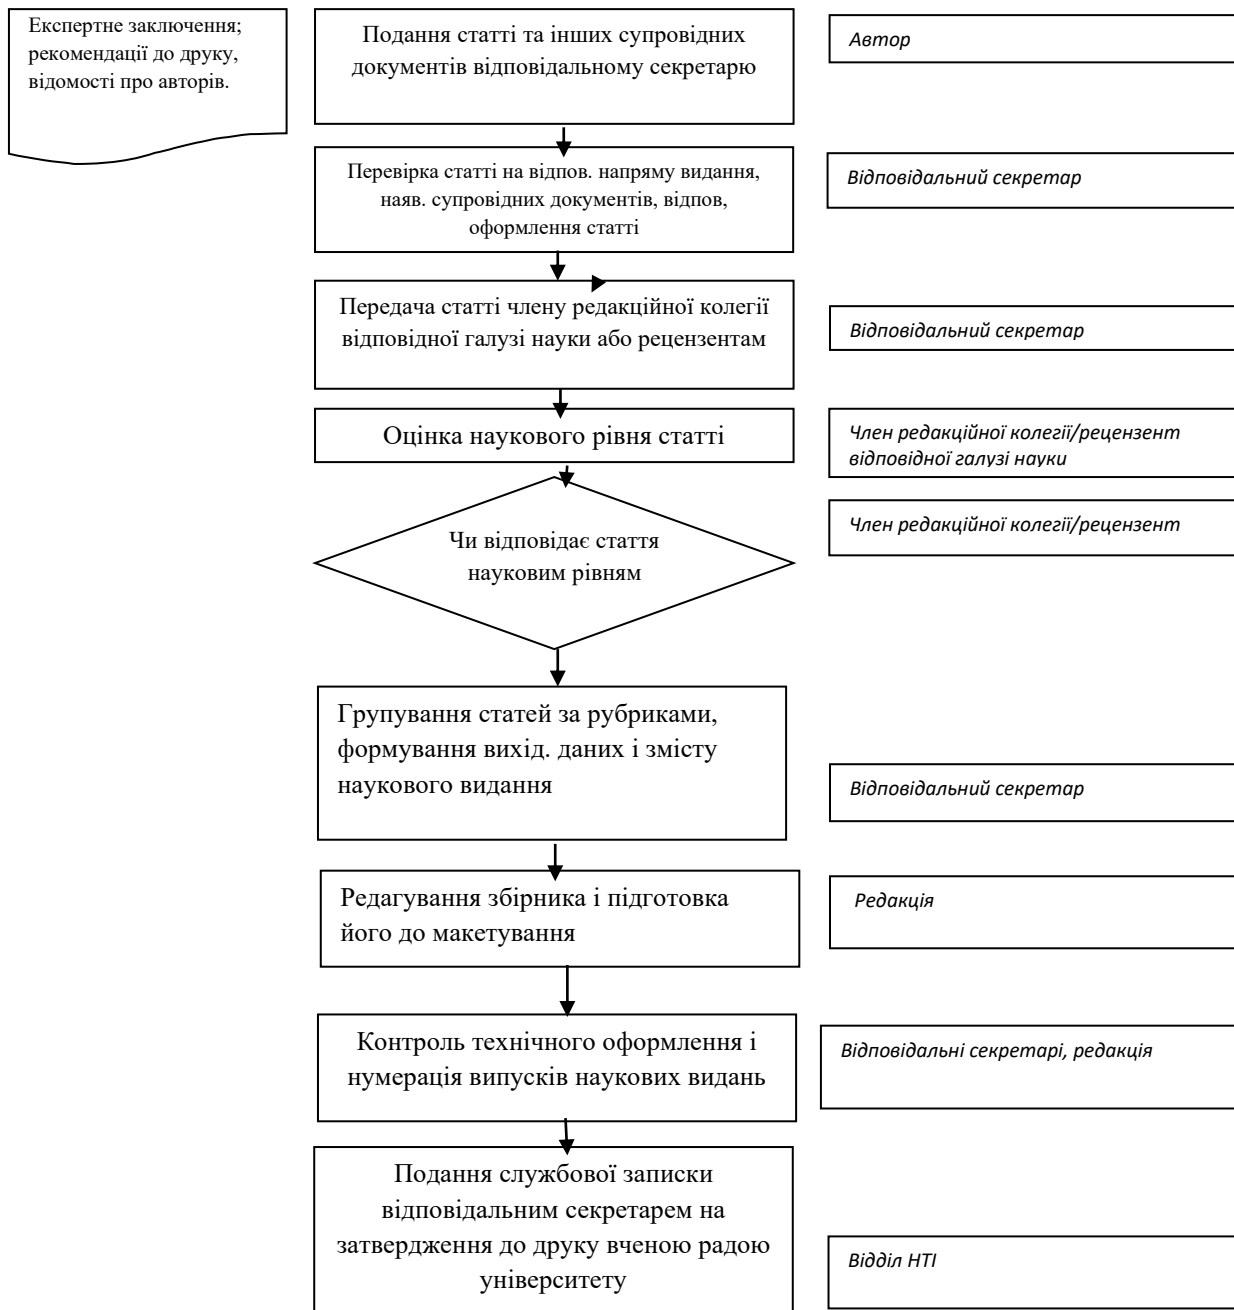 Експертне заключення;
рекомендації до друку,
відомості про авторів.
Подання статті та інших супровідних
документів відповідальному секретарю
Автор
Перевірка статті на відпов. напряму видання,
наяв. супровідних документів, відпов,
оформлення статті
Відповідальний секретар
Передача статті члену редакційної колегії
відповідної галузі науки або рецензентам
Відповідальний секретар
Оцінка наукового рівня статті
Член редакційної колегії/рецензент
відповідної галузі науки
Чи відповідає стаття
науковим рівням
Член редакційної колегії/рецензент
Групування статей за рубриками,
формування вихід. даних і змісту
наукового видання
Відповідальний секретар
Редагування збірника і підготовка
його до макетування
Редакція
Контроль технічного оформлення і
нумерація випусків наукових видань
Відповідальні секретарі, редакція
Подання службової записки
відповідальним секретарем на
затвердження до друку вченою радою
університету
Відділ НТІ